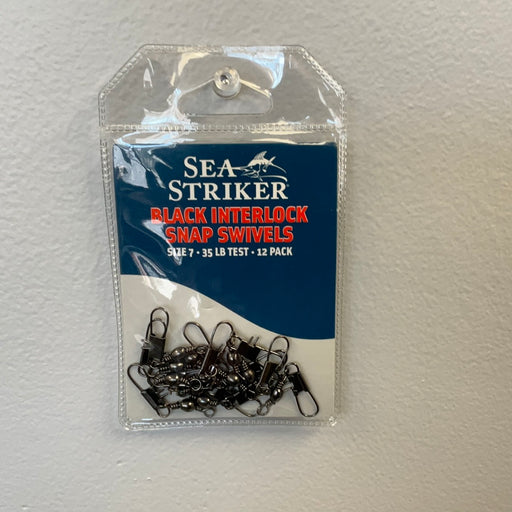 SEA
STRIKER
BLACK INTERLOCK
SNAP SWIVELS
SIZE 7 • 35 LB TEST • 12 PACK